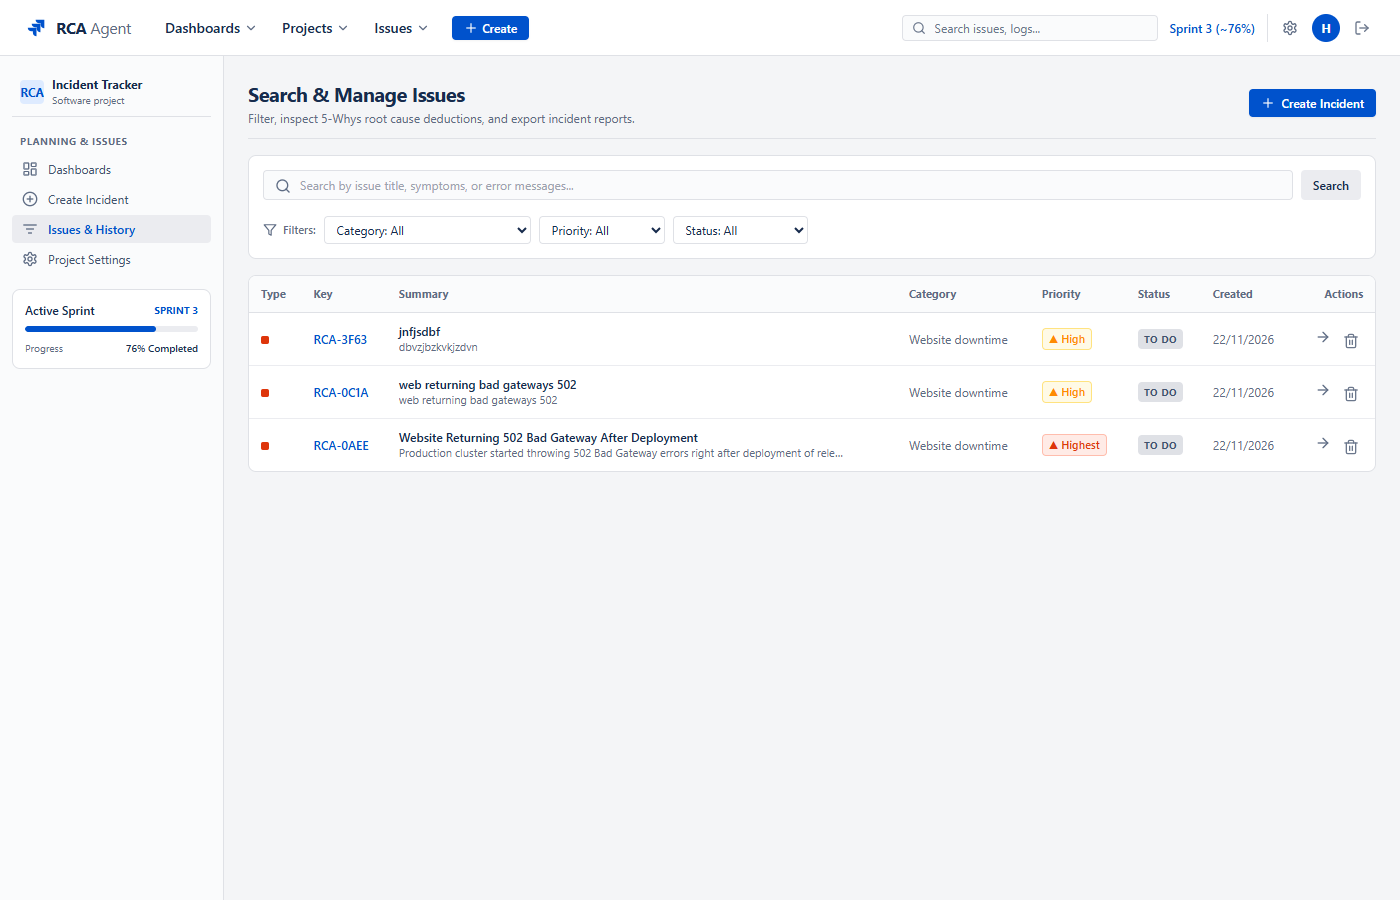 RCA Agent Dashboards Projects Issues + Create Search issues, logs... Sprint 3 (~76%) H
RCA Incident Tracker
Software project
PLANNING & ISSUES
Dashboards
Create Incident
Issues & History
Project Settings
Active Sprint SPRINT 3
Progress 76% Completed
Search & Manage Issues
Filter, inspect 5-Whys root cause deductions, and export incident reports.
+ Create Incident
Search by issue title, symptoms, or error messages... Search
Filters: Category: All Priority: All Status: All
Type Key Summary Category Priority Status Created Actions
RCA-3F63 jnfjsdbf Website downtime High TO DO 22/11/2026
dbvzjbzkvkjzdvn
RCA-0C1A web returning bad gateways 502 Website downtime High TO DO 22/11/2026
web returning bad gateways 502
RCA-0AEE Website Returning 502 Bad Gateway After Deployment Website downtime Highest TO DO 22/11/2026
Production cluster started throwing 502 Bad Gateway errors right after deployment of rele...